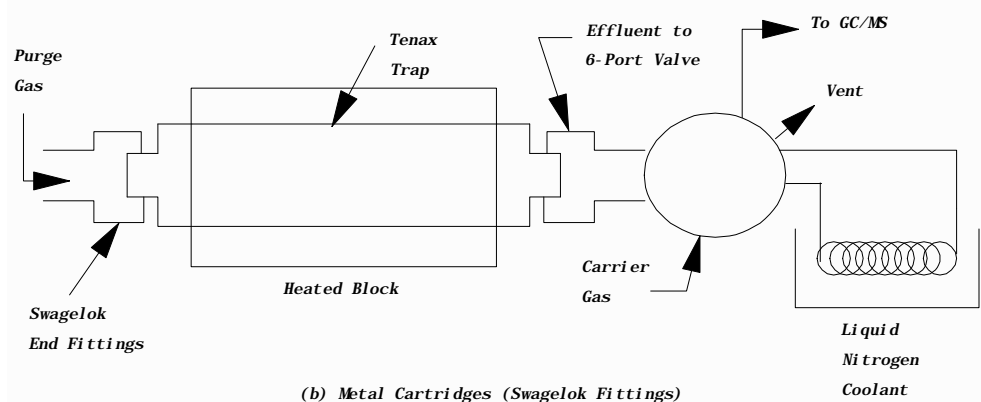 To GC/MS
Effluent to
6-Port Valve
Tenax
Trap
Purge
Gas
Vent
Carrier
Gas
Heated Block
Swagelok
End Fittings
Liquid
Nitrogen
Coolant
(b) Metal Cartridges (Swagelok Fittings)